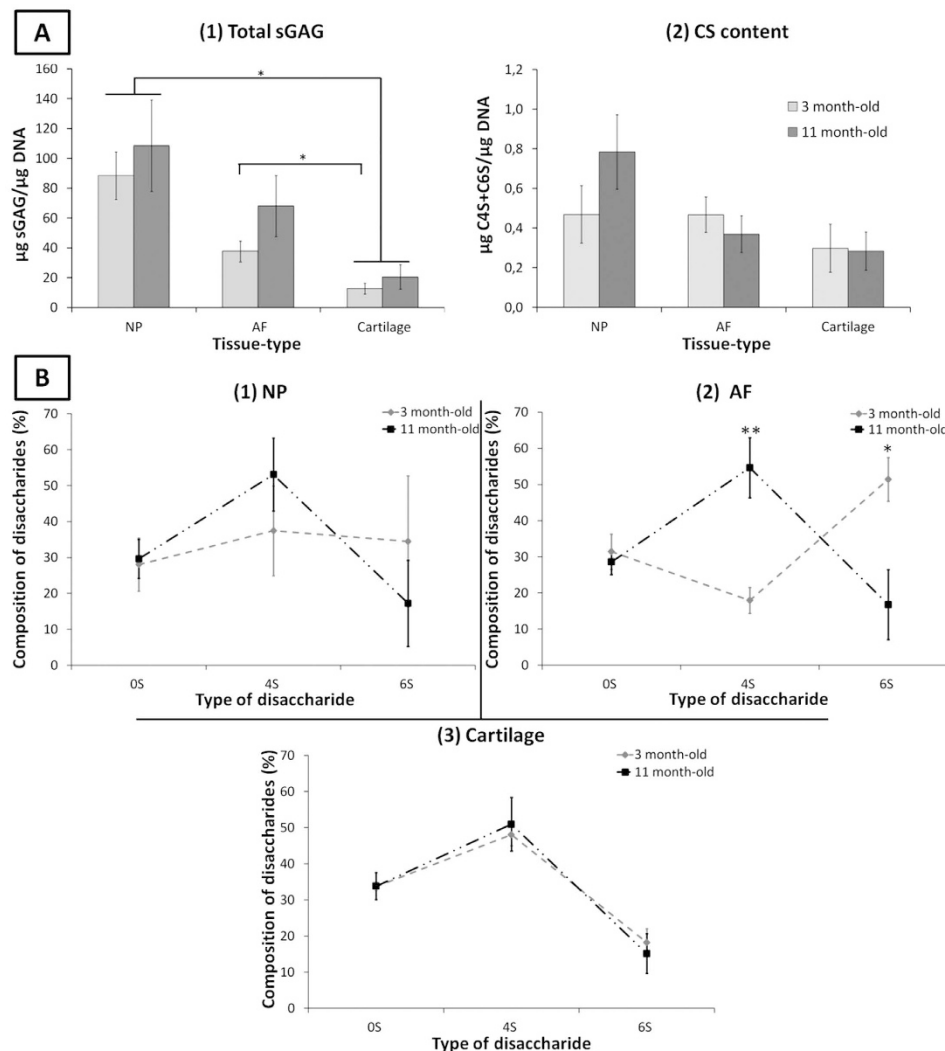 A
(1) Total sGAG
µg sGAG/µg DNA
160
140
120
100
80
60
40
20
0
*
*
NP AF Cartilage
Tissue-type
(2) CS content
µg C4S+C6S/µg DNA
1,2
1,0
0,8
0,6
0,4
0,2
0,0
3 month-old
11 month-old
NP AF Cartilage
Tissue-type
B
(1) NP
Composition of disaccharides (%)
70
60
50
40
30
20
10
0
3 month-old
11 month-old
0S 4S 6S
Type of disaccharide
(2) AF
Composition of disaccharides (%)
70
60
50
40
30
20
10
0
3 month-old
11 month-old
**
*
0S 4S 6S
Type of disaccharide
(3) Cartilage
Composition of disaccharides (%)
70
60
50
40
30
20
10
0
3 month-old
11 month-old
0S 4S 6S
Type of disaccharide